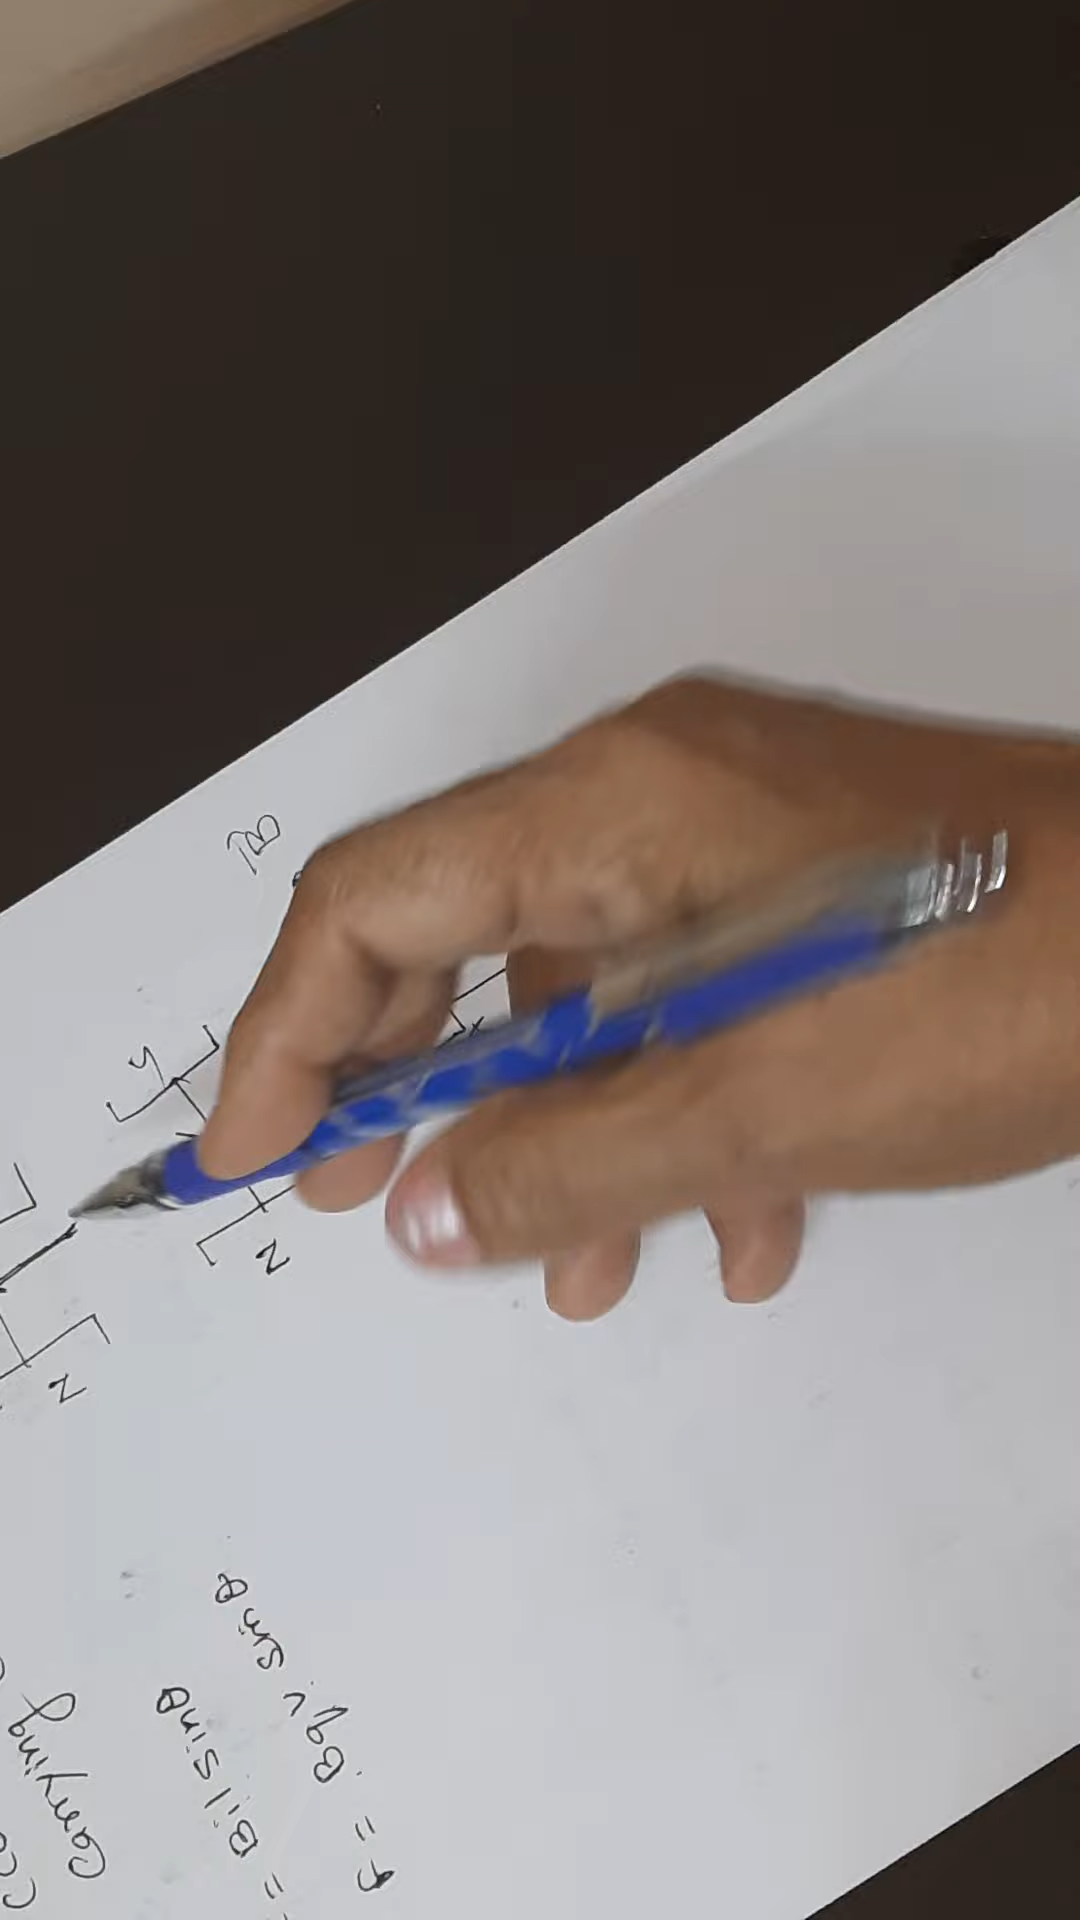 F = Bqv sinθ
= Bil sinθ
Carrying
B
S
N
N